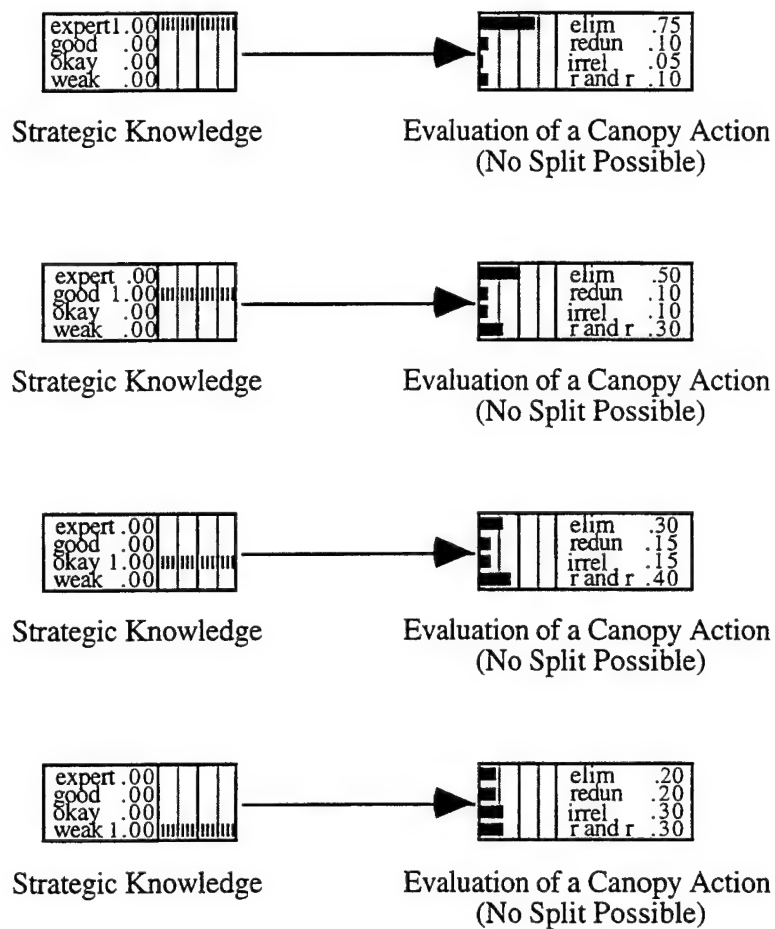 expert1.00
good .00
okay .00
weak .00
elim .75
redun .10
irrel .05
r and r .10
Strategic Knowledge
Evaluation of a Canopy Action
(No Split Possible)
expert .00
good 1.00
okay .00
weak .00
elim .50
redun .10
irrel .10
r and r .30
Strategic Knowledge
Evaluation of a Canopy Action
(No Split Possible)
expert .00
good .00
okay 1.00
weak .00
elim .30
redun .15
irrel .15
r and r .40
Strategic Knowledge
Evaluation of a Canopy Action
(No Split Possible)
expert .00
good .00
okay .00
weak 1.00
elim .20
redun .20
irrel .30
r and r .30
Strategic Knowledge
Evaluation of a Canopy Action
(No Split Possible)